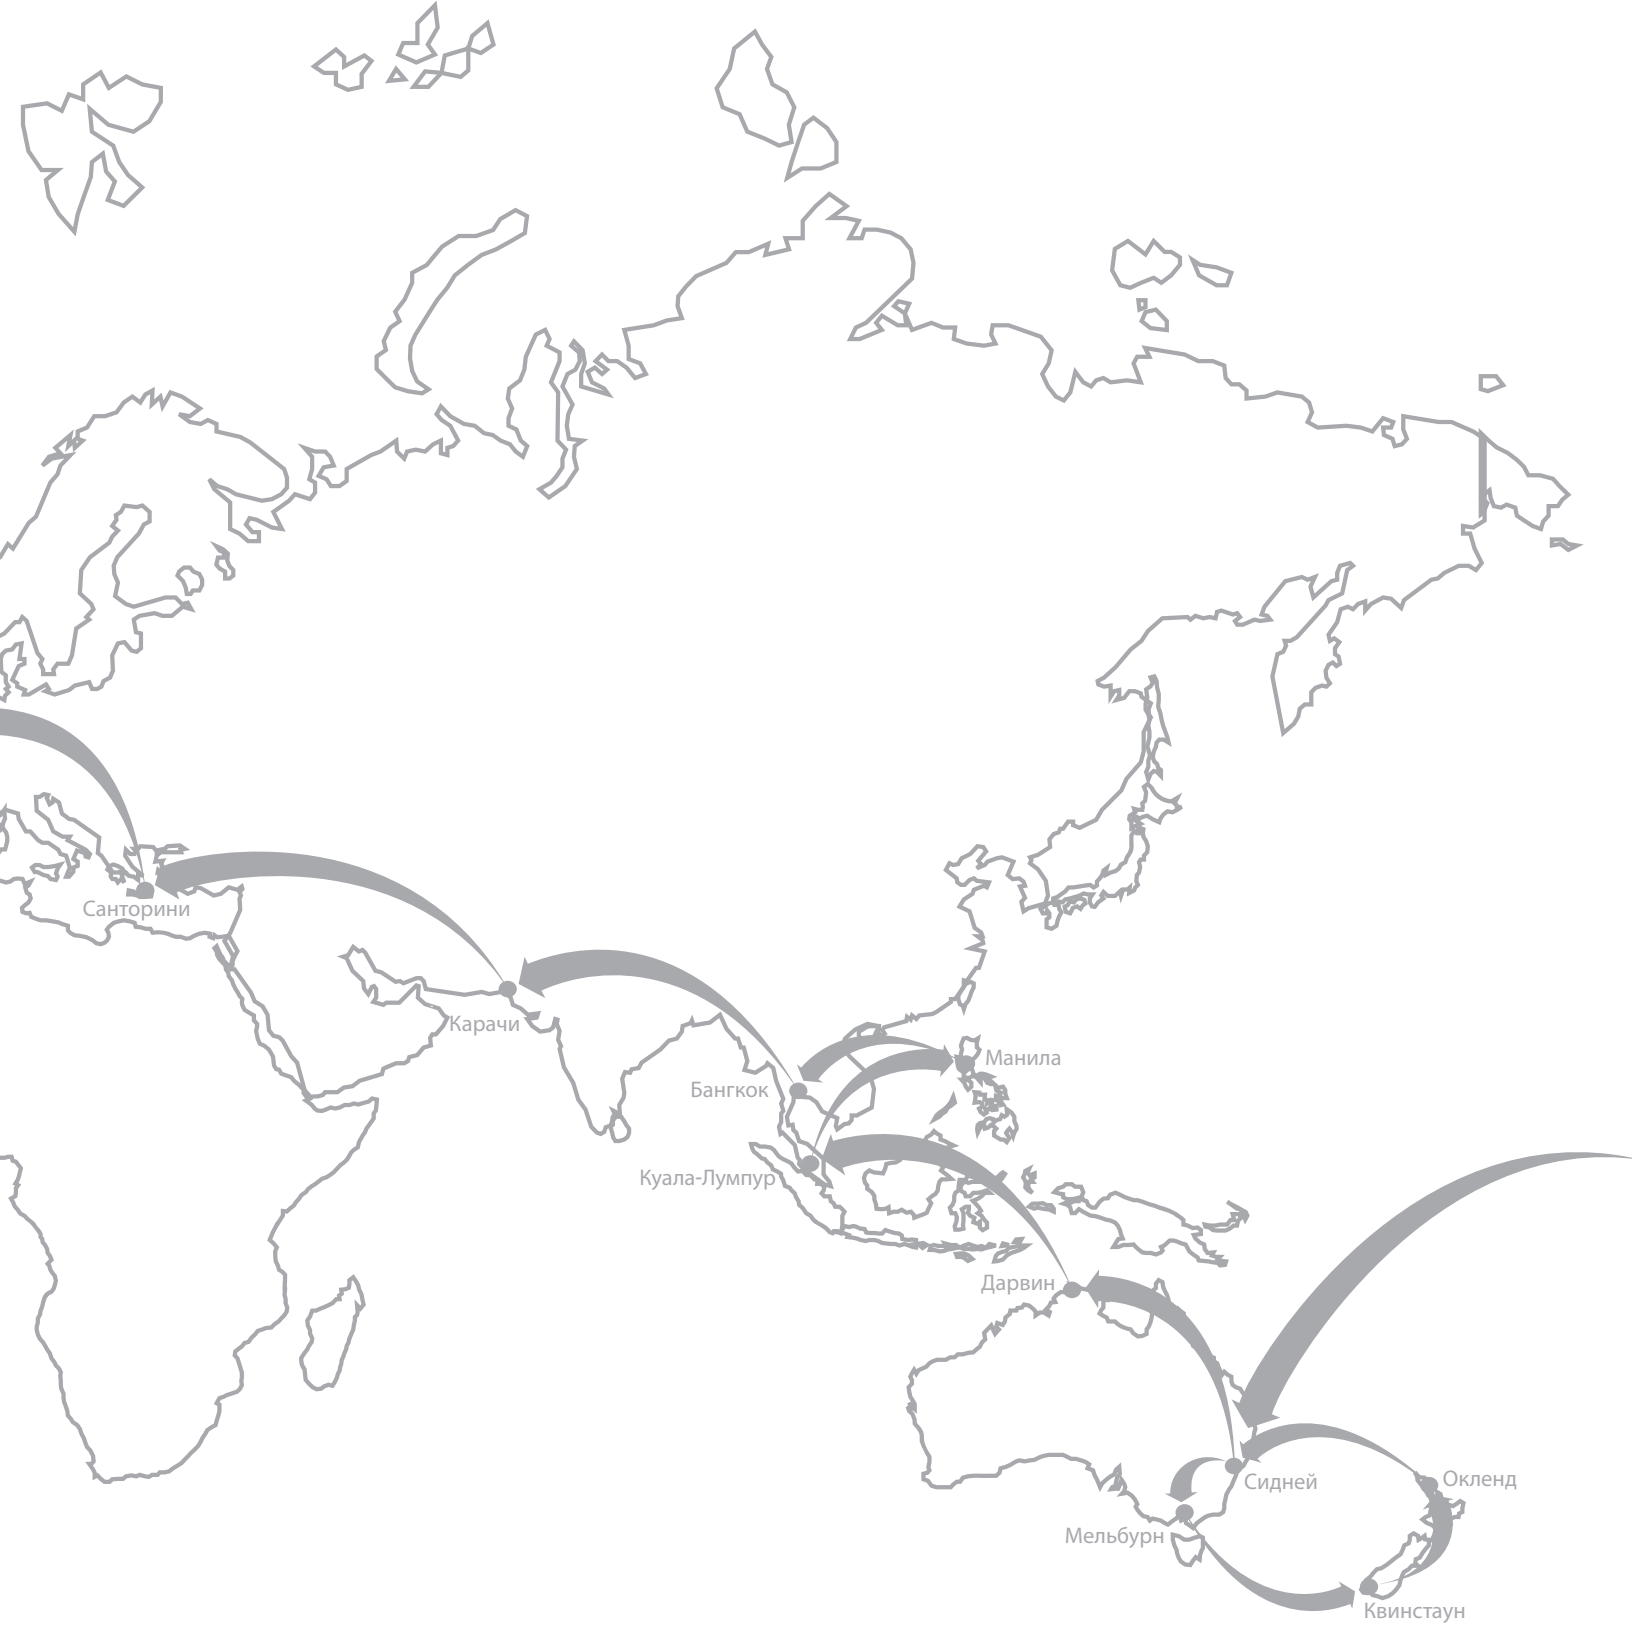 Санторини
Карачи
Манила
Бангкок
Куала-Лумпур
Дарвин
Окленд
Сидней
Мельбурн
Квинстаун